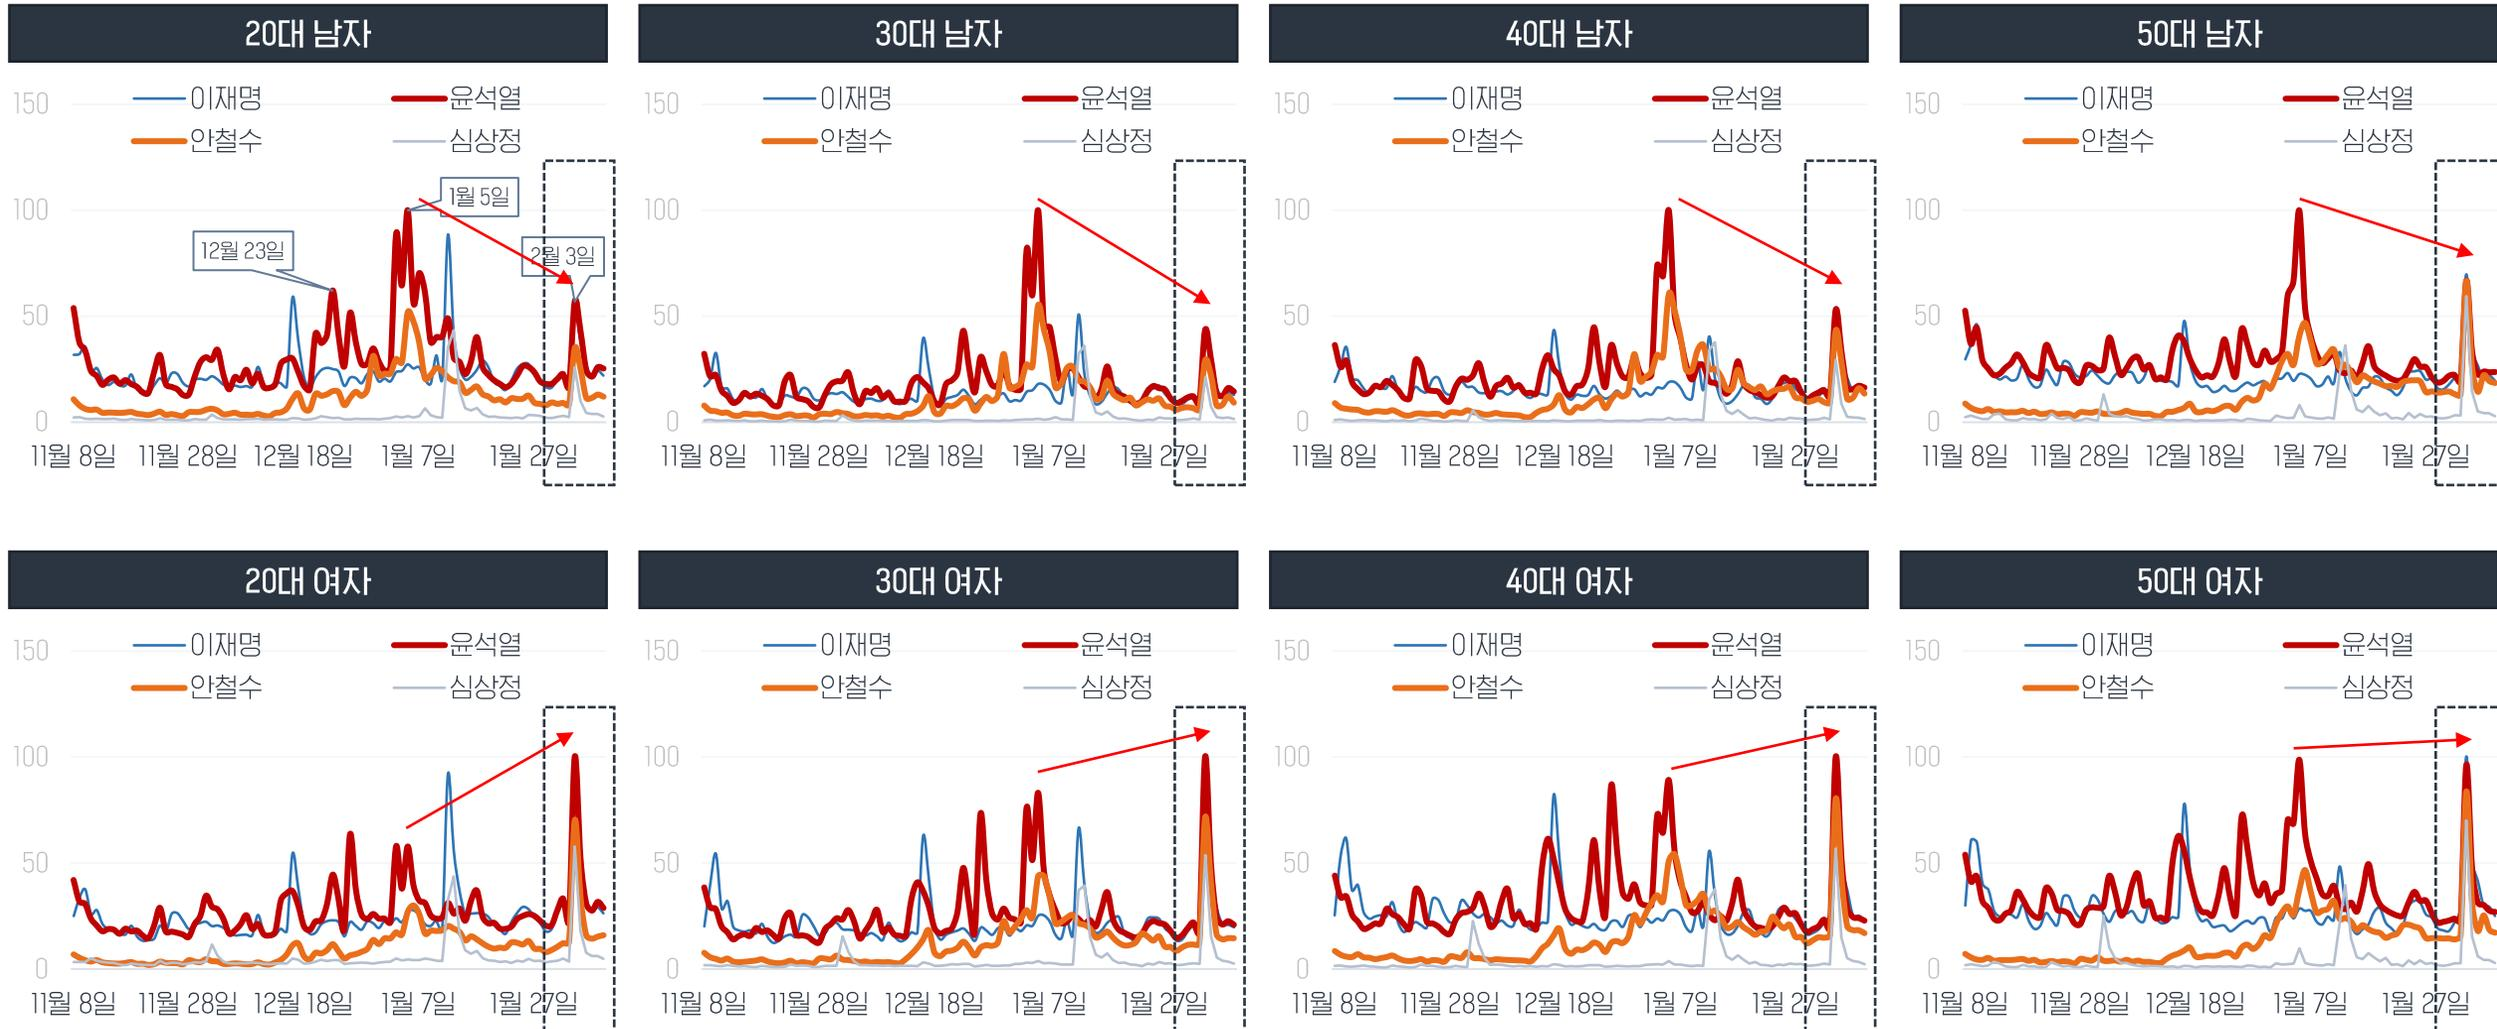 20대 남자
30대 남자
40대 남자
50대 남자
150
이재명
윤석열
150
이재명
윤석열
150
이재명
윤석열
150
이재명
윤석열
안철수
심상정
안철수
심상정
안철수
심상정
안철수
심상정
1월 5일
100
100
100
100
12월 23일
2월 3일
50
50
50
50
0
0
0
0
11월 8일
11월 28일
12월 18일
1월 7일
1월 27일
11월 8일
11월 28일
12월 18일
1월 7일
1월 27일
11월 8일
11월 28일
12월 18일
1월 7일
1월 27일
11월 8일
11월 28일
12월 18일
1월 7일
1월 27일
20대 여자
30대 여자
40대 여자
50대 여자
150
이재명
윤석열
150
이재명
윤석열
150
이재명
윤석열
150
이재명
윤석열
안철수
심상정
안철수
심상정
안철수
심상정
안철수
심상정
100
100
100
100
50
50
50
50
0
0
0
0
11월 8일
11월 28일
12월 18일
1월 7일
1월 27일
11월 8일
11월 28일
12월 18일
1월 7일
1월 27일
11월 8일
11월 28일
12월 18일
1월 7일
1월 27일
11월 8일
11월 28일
12월 18일
1월 7일
1월 27일